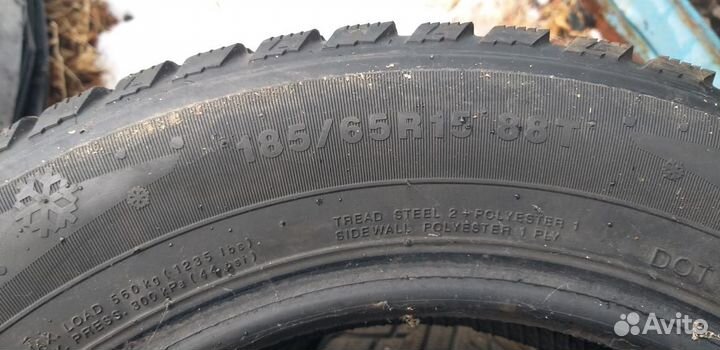 185/65R15 88T
TREAD STEEL 2 + POLYESTER 1
SIDEWALL POLYESTER 1 PLY
DOT
MAX LOAD 560 kg (1235 lbs)
PRESS. 300 kPa (44 psi)
Avito